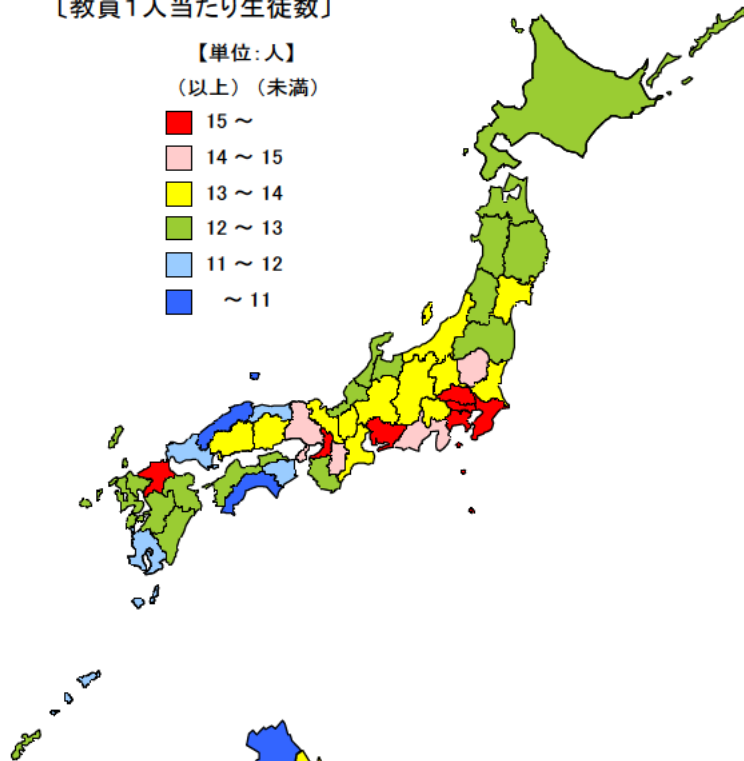 〔教員１人当たり生徒数〕
【単位：人】
（以上）（未満）
15 ～
14 ～ 15
13 ～ 14
12 ～ 13
11 ～ 12
～ 11